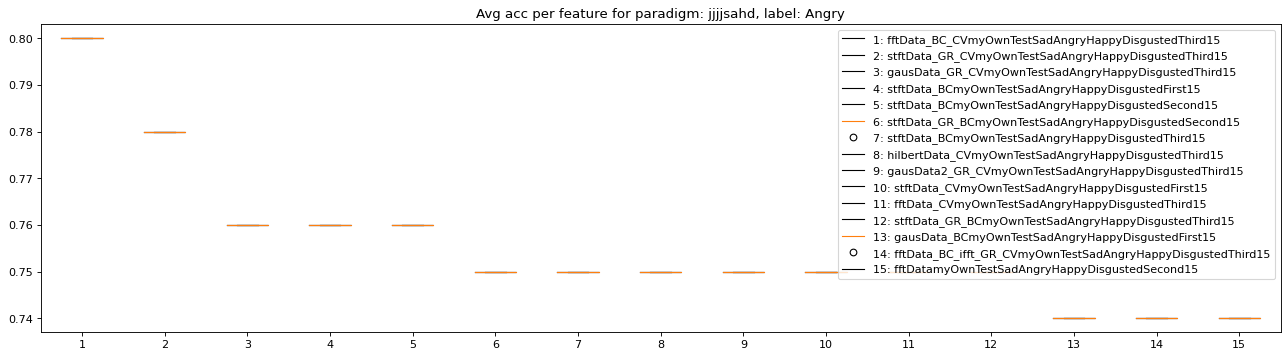 Avg acc per feature for paradigm: jjjjsahd, label: Angry
0.80
0.79
0.78
0.77
0.76
0.75
0.74
1: fftData_BC_CVmyOwnTestSadAngryHappyDisgustedThird15
2: stftData_GR_CVmyOwnTestSadAngryHappyDisgustedThird15
3: gausData_GR_CVmyOwnTestSadAngryHappyDisgustedThird15
4: stftData_BCmyOwnTestSadAngryHappyDisgustedFirst15
5: stftData_BCmyOwnTestSadAngryHappyDisgustedSecond15
6: stftData_GR_BCmyOwnTestSadAngryHappyDisgustedSecond15
7: stftData_BCmyOwnTestSadAngryHappyDisgustedThird15
8: hilbertData_CVmyOwnTestSadAngryHappyDisgustedThird15
9: gausData2_GR_CVmyOwnTestSadAngryHappyDisgustedThird15
10: stftData_CVmyOwnTestSadAngryHappyDisgustedFirst15
11: fftData_CVmyOwnTestSadAngryHappyDisgustedThird15
12: stftData_GR_BCmyOwnTestSadAngryHappyDisgustedThird15
13: gausData_BCmyOwnTestSadAngryHappyDisgustedFirst15
14: fftData_BC_ifft_GR_CVmyOwnTestSadAngryHappyDisgustedThird15
15: fftDatamyOwnTestSadAngryHappyDisgustedSecond15
1 2 3 4 5 6 7 8 9 10 11 12 13 14 15